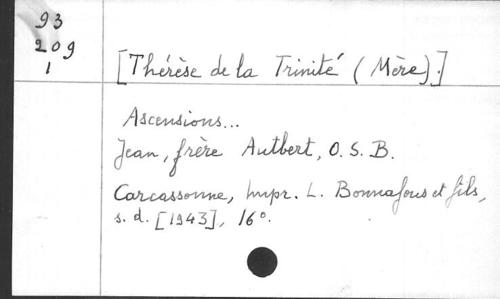 93
209
1
[Thérèse de la Trinité (Mère).]
Ascensions...
Jean, frère Autbert, O.S.B.
Carcassonne, Impr. L. Bonnafous et fils,
s.d. [1943], 16°.